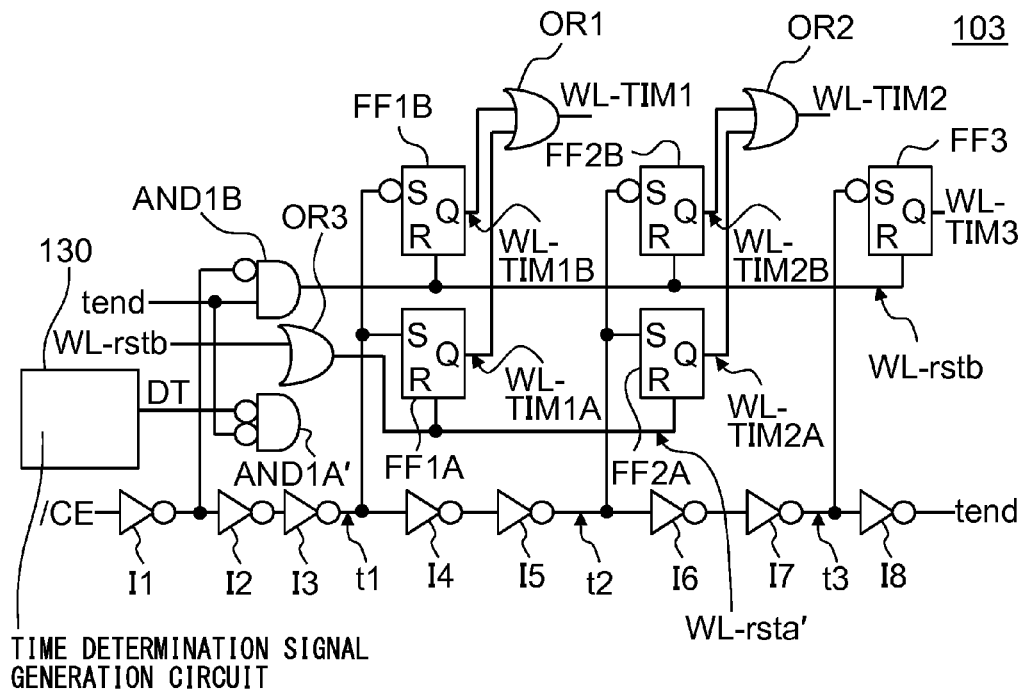 103
OR1
OR2
WL-TIM1
WL-TIM2
FF1B
FF2B
FF3
S
Q
R
S
Q
R
S
Q
R
WL-
TIM3
AND1B
OR3
WL-
TIM1B
WL-
TIM2B
130
tend
WL-rstb
S
Q
R
S
Q
R
WL-rstb
DT
WL-
TIM1A
WL-
TIM2A
AND1A′
FF1A
FF2A
/CE
tend
I1
I2
I3
t1
I4
I5
t2
I6
I7
t3
I8
WL-rsta′
TIME DETERMINATION SIGNAL
GENERATION CIRCUIT